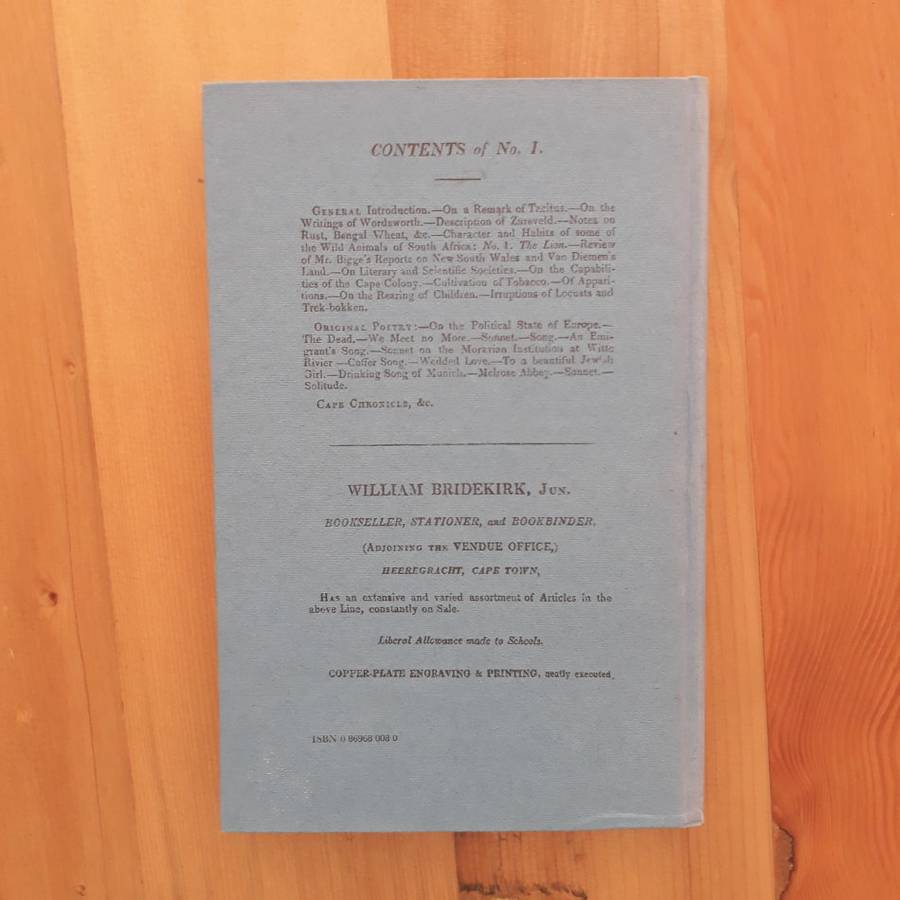 CONTENTS of No. I.
GENERAL Introduction.—On a Remark of Tacitus.—On the
Writings of Wordsworth.—Description of Zureveld.—Notes on
Rust, Bengal Wheat, &c.—Character and Habits of some of
the Wild Animals of South Africa: No. 1. The Lion.—Review
of Mr. Bigge's Reports on New South Wales and Van Diemen's
Land.—On Literary and Scientific Societies.—On the Capabili-
ties of the Cape Colony.—Cultivation of Tobacco.—Of Appari-
tions.—On the Rearing of Children.—Irruptions of Locusts and
Trek-bokken.
ORIGINAL POETRY:—On the Political State of Europe.—
The Dead.—We Meet no More.—Sonnet.—Song.—An Emi-
grant's Song.—Sonnet on the Moravian Institution at Witte
Rivier.—Caffer Song.—Wedded Love.—To a beautiful Jewish
Girl.—Drinking Song of Munich.—Melrose Abbey.—Sonnet.—
Solitude.
CAPE CHRONICLE, &c.
WILLIAM BRIDEKIRK, JUN.
BOOKSELLER, STATIONER, and BOOKBINDER,
(ADJOINING THE VENDUE OFFICE,)
HEEREGRACHT, CAPE TOWN,
HAS an extensive and varied assortment of Articles in the
above Line, constantly on Sale.
Liberal Allowance made to Schools.
COPPER-PLATE ENGRAVING & PRINTING, neatly executed.
ISBN 0 86968 003 0